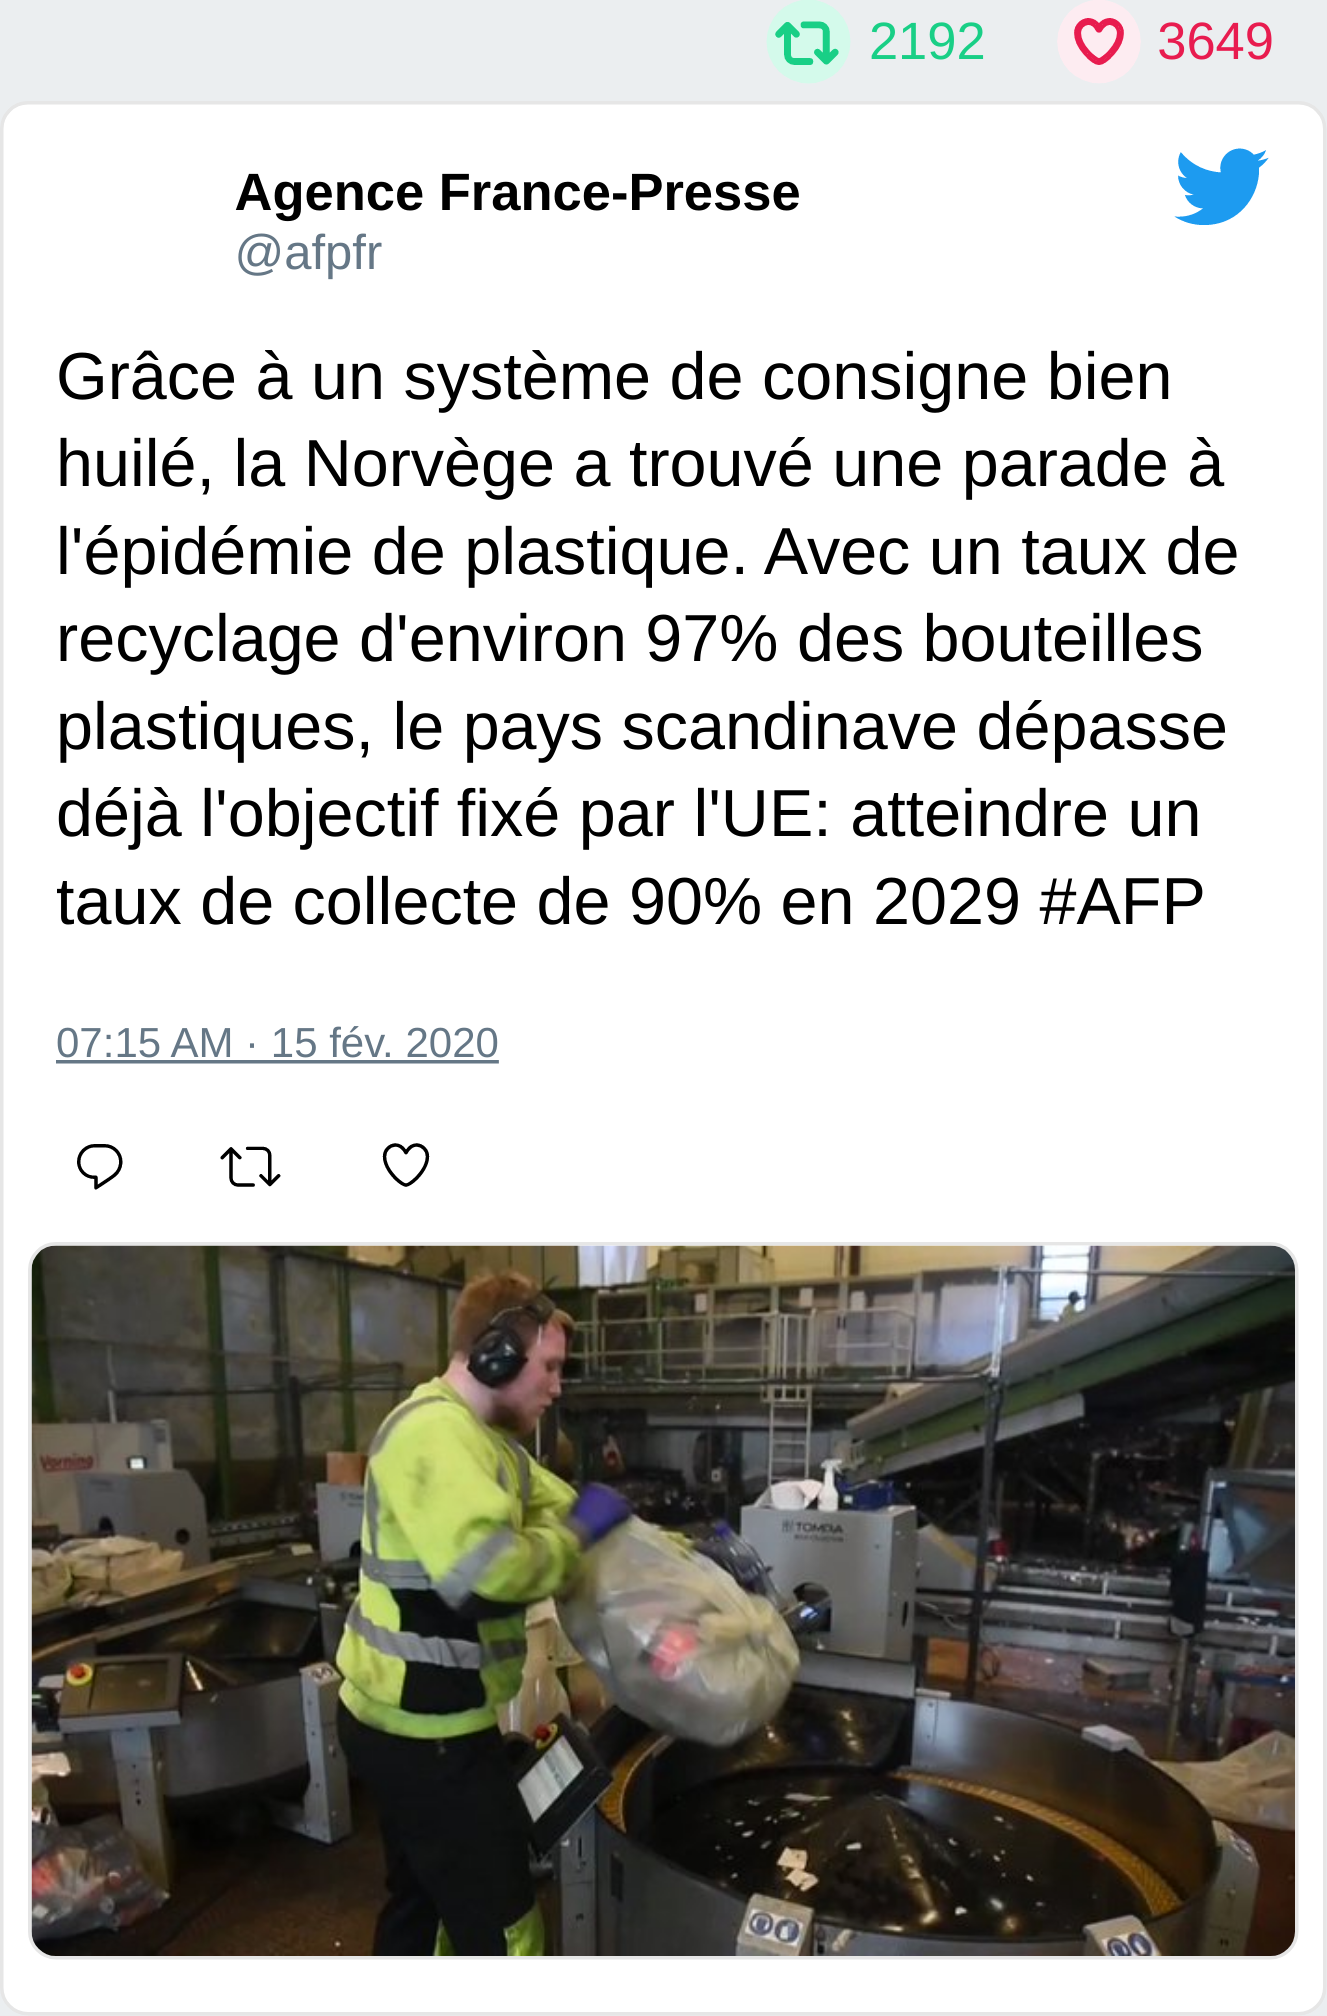 2192 3649
Agence France-Presse
@afpfr
Grâce à un système de consigne bien
huilé, la Norvège a trouvé une parade à
l'épidémie de plastique. Avec un taux de
recyclage d'environ 97% des bouteilles
plastiques, le pays scandinave dépasse
déjà l'objectif fixé par l'UE: atteindre un
taux de collecte de 90% en 2029 #AFP
07:15 AM · 15 fév. 2020
Vorning
TOMRA